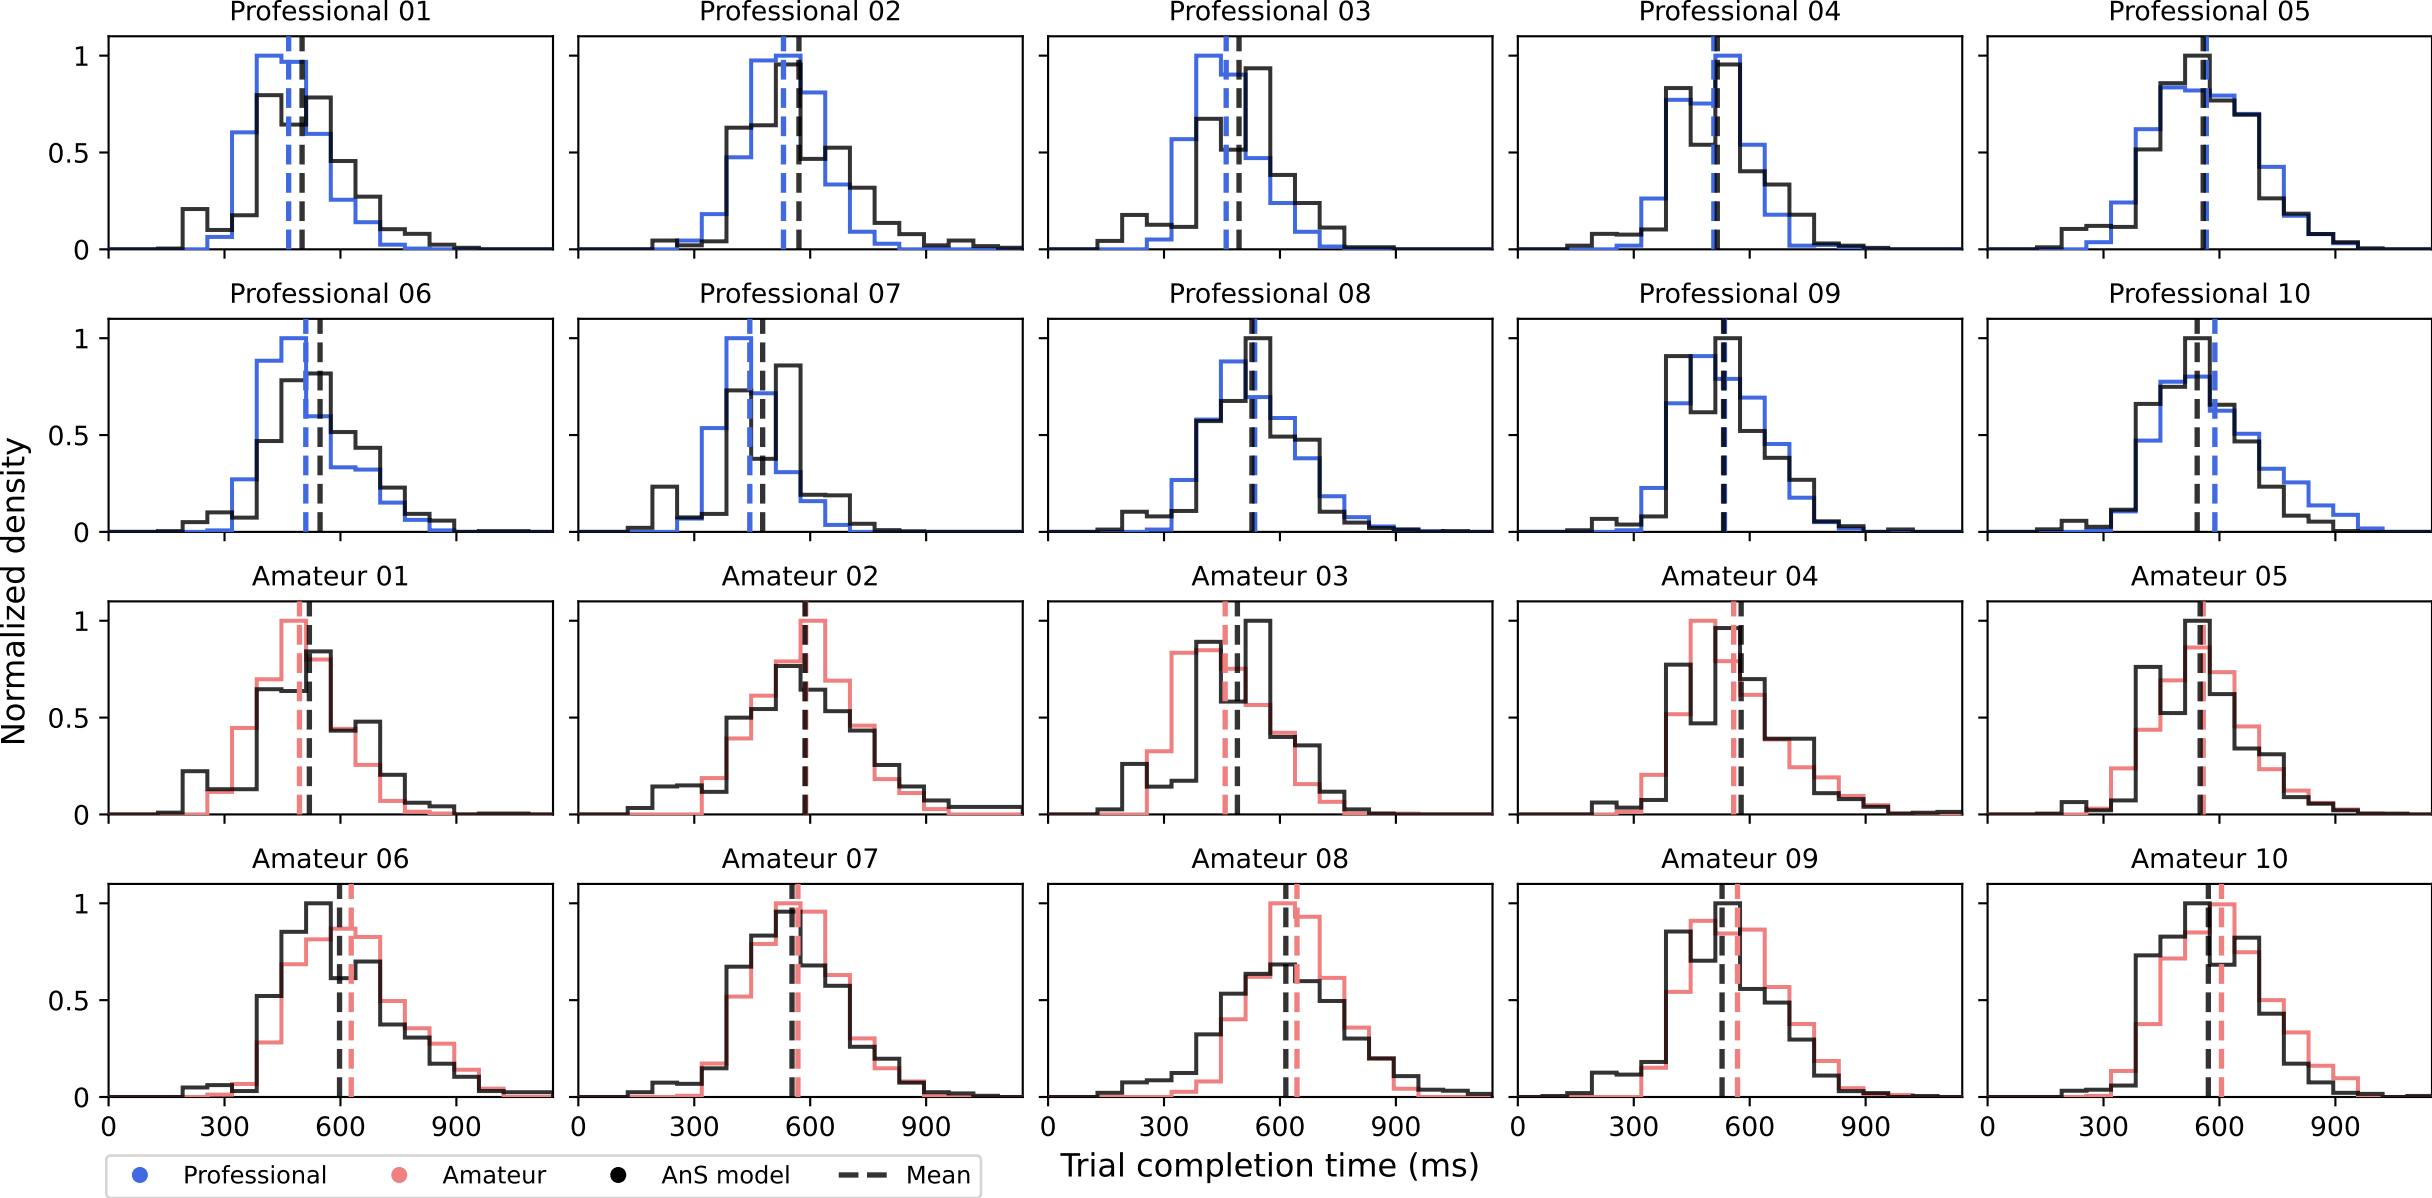 Professional 01 Professional 02 Professional 03 Professional 04 Professional 05
1
0.5
0
Professional 06 Professional 07 Professional 08 Professional 09 Professional 10
1
0.5
0
Normalized density
Amateur 01 Amateur 02 Amateur 03 Amateur 04 Amateur 05
1
0.5
0
Amateur 06 Amateur 07 Amateur 08 Amateur 09 Amateur 10
1
0.5
0
0 300 600 900 0 300 600 900 0 300 600 900 0 300 600 900 0 300 600 900
Trial completion time (ms)
Professional Amateur AnS model Mean